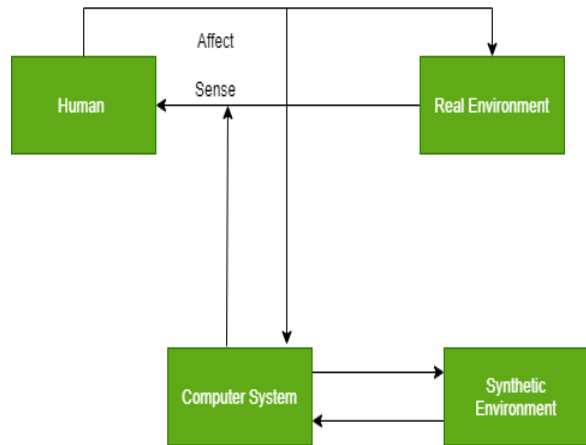 Affect
Sense
Human
Real Environment
Computer System
Synthetic
Environment